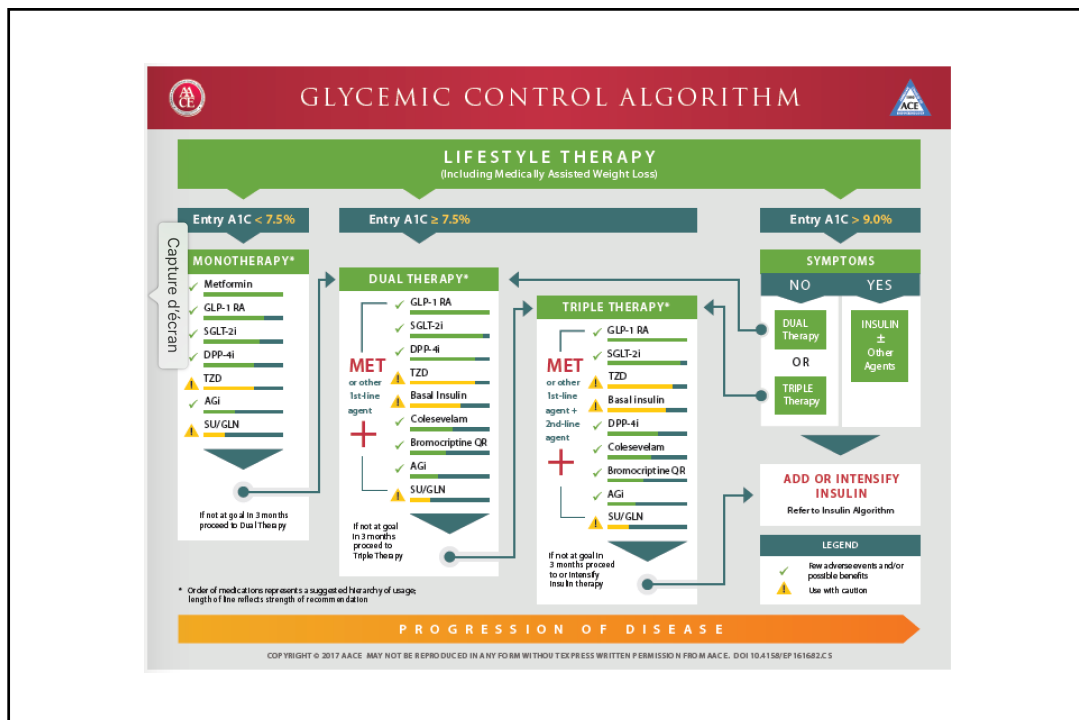 GLYCEMIC CONTROL ALGORITHM
AACE
ACE
LIFESTYLE THERAPY
(Including Medically Assisted Weight Loss)
Entry A1C < 7.5%
Entry A1C ≥ 7.5%
Entry A1C > 9.0%
Capture d'écran
MONOTHERAPY*
Metformin
GLP-1 RA
SGLT-2i
DPP-4i
TZD
AGi
SU/GLN
If not at goal in 3 months
proceed to Dual Therapy
DUAL THERAPY*
MET
or other
1st-line
agent
+
GLP-1 RA
SGLT-2i
DPP-4i
TZD
Basal Insulin
Colesevelam
Bromocriptine QR
AGi
SU/GLN
If not at goal
in 3 months
proceed to
Triple Therapy
TRIPLE THERAPY*
MET
or other
1st-line
agent +
2nd-line
agent
+
GLP-1 RA
SGLT-2i
TZD
Basal insulin
DPP-4i
Colesevelam
Bromocriptine QR
AGi
SU/GLN
If not at goal in
3 months proceed
to or intensify
insulin therapy
SYMPTOMS
NO
YES
DUAL
Therapy
OR
TRIPLE
Therapy
INSULIN
±
Other
Agents
ADD OR INTENSIFY
INSULIN
Refer to Insulin Algorithm
LEGEND
Few adverse events and/or
possible benefits
Use with caution
* Order of medications represents a suggested hierarchy of usage;
length of line reflects strength of recommendation
PROGRESSION OF DISEASE
COPYRIGHT © 2017 AACE MAY NOT BE REPRODUCED IN ANY FORM WITHOUT EXPRESS WRITTEN PERMISSION FROM AACE. DOI 10.4158/EP161682.CS